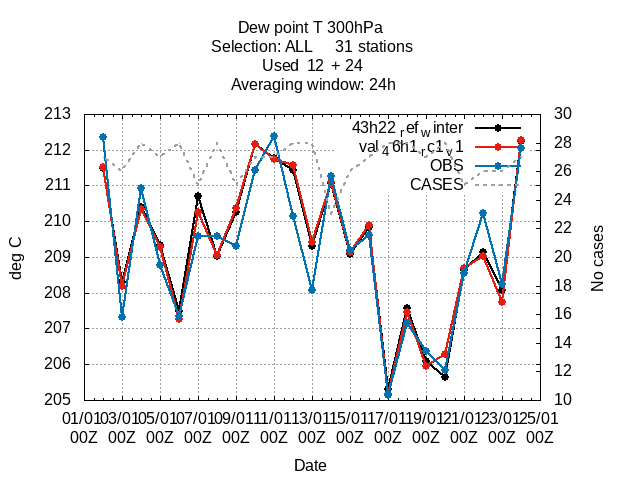 Dew point T 300hPa
Selection: ALL 31 stations
Used 12 + 24
Averaging window: 24h
213
212
211
210
209
208
207
206
205
deg C
30
28
26
24
22
20
18
16
14
12
10
No cases
43h22_ref_winter
val_46h1_rc1_v1
OBS
CASES
01/01 03/01 05/01 07/01 09/01 11/01 13/01 15/01 17/01 19/01 21/01 23/01 25/01
00Z 00Z 00Z 00Z 00Z 00Z 00Z 00Z 00Z 00Z 00Z 00Z 00Z
Date